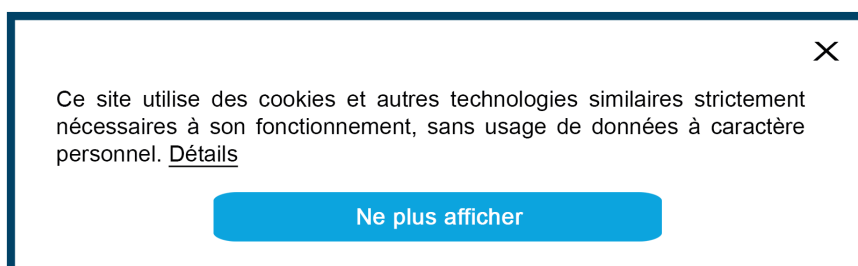 Ce site utilise des cookies et autres technologies similaires strictement
nécessaires à son fonctionnement, sans usage de données à caractère
personnel. Détails
Ne plus afficher